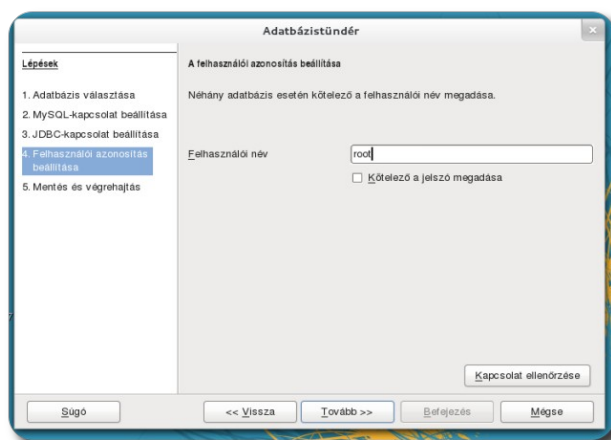 Adatbázistündér
Lépések
1. Adatbázis választása
2. MySQL-kapcsolat beállítása
3. JDBC-kapcsolat beállítása
4. Felhasználói azonosítás
beállítása
5. Mentés és végrehajtás
A felhasználói azonosítás beállítása
Néhány adatbázis esetén kötelező a felhasználói név megadása.
Felhasználói név
root
Kötelező a jelszó megadása
Kapcsolat ellenőrzése
Súgó
<< Vissza
Tovább >>
Befejezés
Mégse